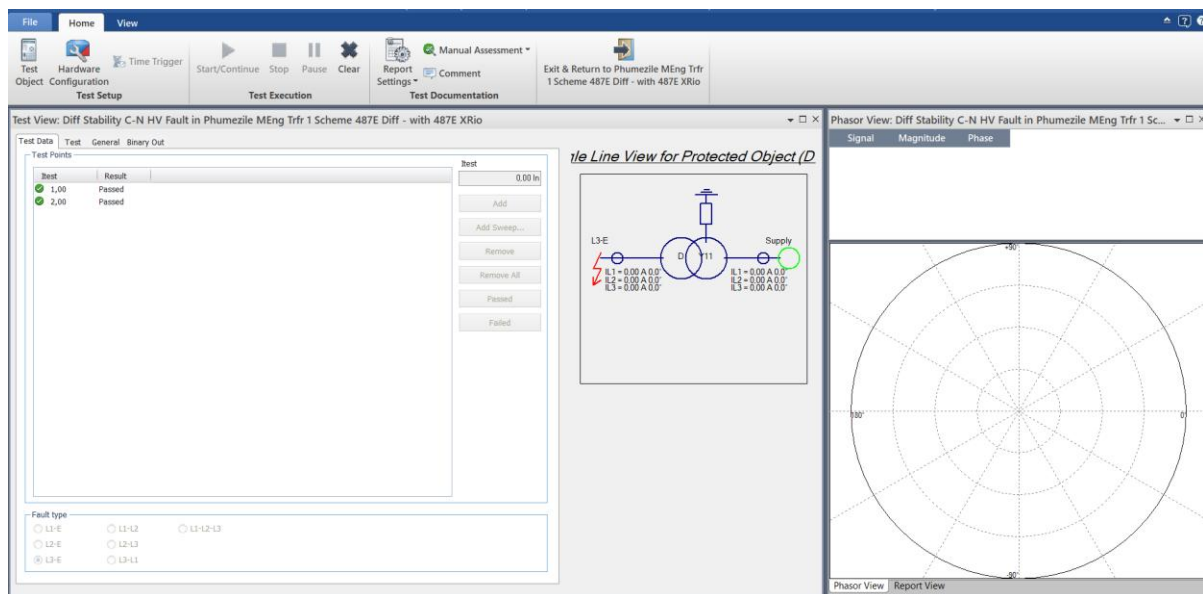 File Home View
Test Object
Hardware Configuration
Time Trigger
Test Setup
Start/Continue Stop Pause Clear
Test Execution
Report Settings
Manual Assessment
Comment
Test Documentation
Exit & Return to Phumezile MEng Trfr
1 Scheme 487E Diff - with 487E XRio
Test View: Diff Stability C-N HV Fault in Phumezile MEng Trfr 1 Scheme 487E Diff - with 487E XRio
Test Data Test General Binary Out
Test Points
Itest Result
1,00 Passed
2,00 Passed
Itest
0,00 In
Add
Add Sweep...
Remove
Remove All
Passed
Failed
Fault type
L1-E L1-L2 L1-L2-L3
L2-E L2-L3
L3-E L3-L1
le Line View for Protected Object (D
L3-E Supply
D Y11
IL1 = 0,00 A 0,0° IL1 = 0,00 A 0,0°
IL2 = 0,00 A 0,0° IL2 = 0,00 A 0,0°
IL3 = 0,00 A 0,0° IL3 = 0,00 A 0,0°
Phasor View: Diff Stability C-N HV Fault in Phumezile MEng Trfr 1 Sc...
Signal Magnitude Phase
+90°
180° 0°
-90°
Phasor View Report View